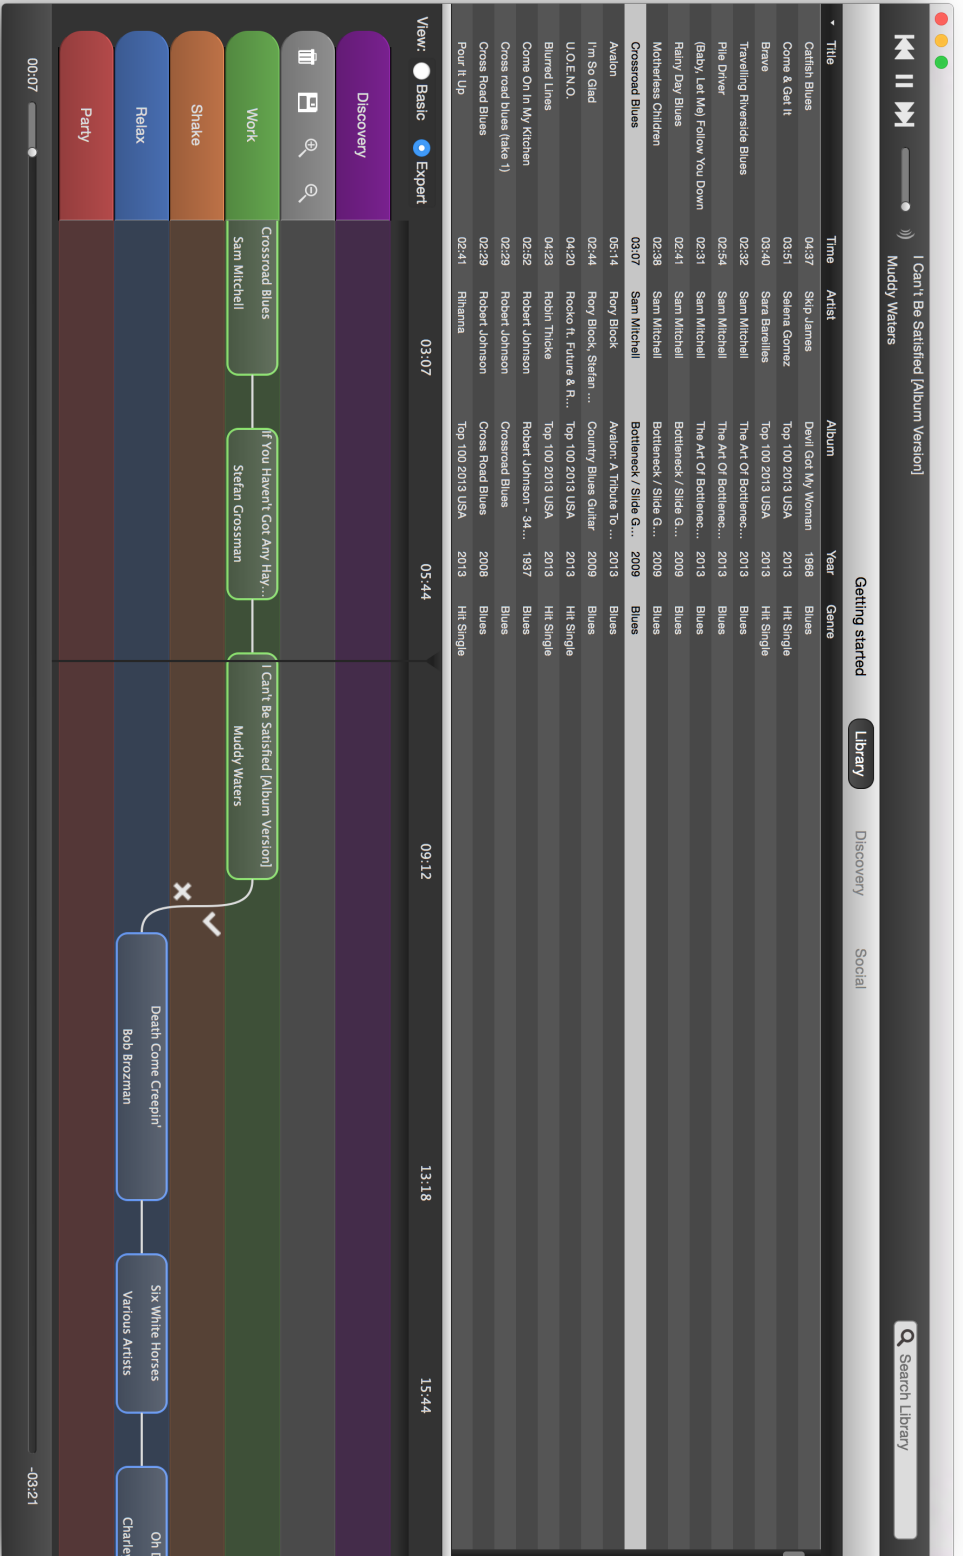 I Can't Be Satisfied [Album Version]
Muddy Waters
Search Library
Getting started Library Discovery Social
Title Time Artist Album Year Genre
Catfish Blues 04:37 Skip James Devil Got My Woman 1968 Blues
Come & Get It 03:51 Selena Gomez Top 100 2013 USA 2013 Hit Single
Brave 03:40 Sara Bareilles Top 100 2013 USA 2013 Hit Single
Travelling Riverside Blues 02:32 Sam Mitchell The Art Of Bottlenec... 2013 Blues
Pile Driver 02:54 Sam Mitchell The Art Of Bottlenec... 2013 Blues
(Baby, Let Me) Follow You Down 02:31 Sam Mitchell The Art Of Bottlenec... 2013 Blues
Rainy Day Blues 02:41 Sam Mitchell Bottleneck / Slide G... 2009 Blues
Motherless Children 02:38 Sam Mitchell Bottleneck / Slide G... 2009 Blues
Crossroad Blues 03:07 Sam Mitchell Bottleneck / Slide G... 2009 Blues
Avalon 05:14 Rory Block Avalon: A Tribute To ... 2013 Blues
I'm So Glad 02:44 Rory Block, Stefan ... Country Blues Guitar 2009 Blues
U.O.E.N.O. 04:20 Rocko ft. Future & R... Top 100 2013 USA 2013 Hit Single
Blurred Lines 04:23 Robin Thicke Top 100 2013 USA 2013 Hit Single
Come On In My Kitchen 02:52 Robert Johnson Robert Johnson - 34... 1937 Blues
Cross road blues (take 1) 02:29 Robert Johnson Crossroad Blues Blues
Cross Road Blues 02:29 Robert Johnson Cross Road Blues 2008 Blues
Pour It Up 02:41 Rihanna Top 100 2013 USA 2013 Hit Single
View: Basic Expert 03:07 05:44 09:12 13:18 15:44
Discovery
Work
Crossroad Blues
Sam Mitchell
If You Haven't Got Any Hay...
Stefan Grossman
I Can't Be Satisfied [Album Version]
Muddy Waters
Shake
Relax
Death Come Creepin'
Bob Brozman
Six White Horses
Various Artists
Oh
Charle
Party
00:07 -03:21